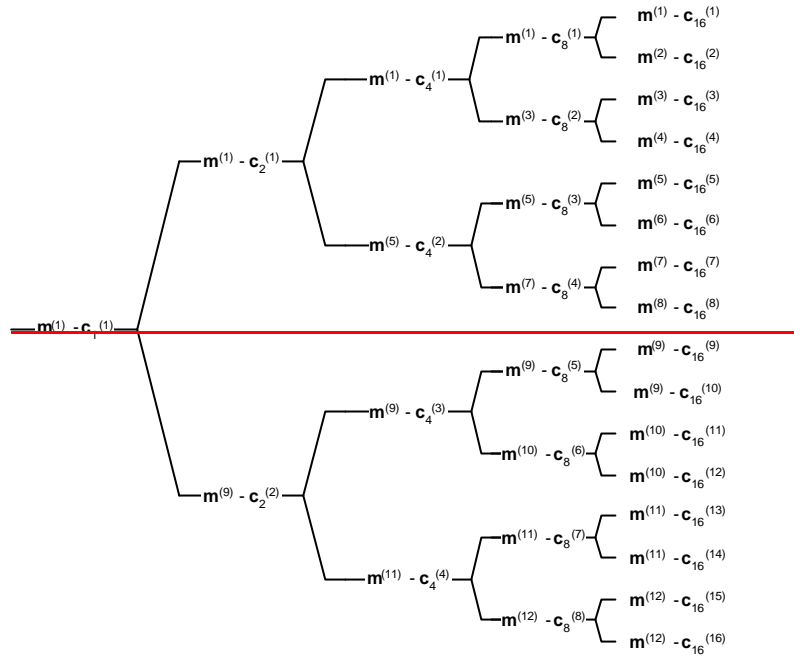 m(1) - c16(1)
m(1) - c8(1)
m(2) - c16(2)
m(1) - c4(1)
m(3) - c16(3)
m(3) - c8(2)
m(4) - c16(4)
m(1) - c2(1)
m(5) - c16(5)
m(5) - c8(3)
m(6) - c16(6)
m(5) - c4(2)
m(7) - c16(7)
m(7) - c8(4)
m(8) - c16(8)
m(1) - c1(1)
m(9) - c16(9)
m(9) - c8(5)
m(9) - c16(10)
m(9) - c4(3)
m(10) - c16(11)
m(10) - c8(6)
m(10) - c16(12)
m(9) - c2(2)
m(11) - c16(13)
m(11) - c8(7)
m(11) - c16(14)
m(11) - c4(4)
m(12) - c16(15)
m(12) - c8(8)
m(12) - c16(16)